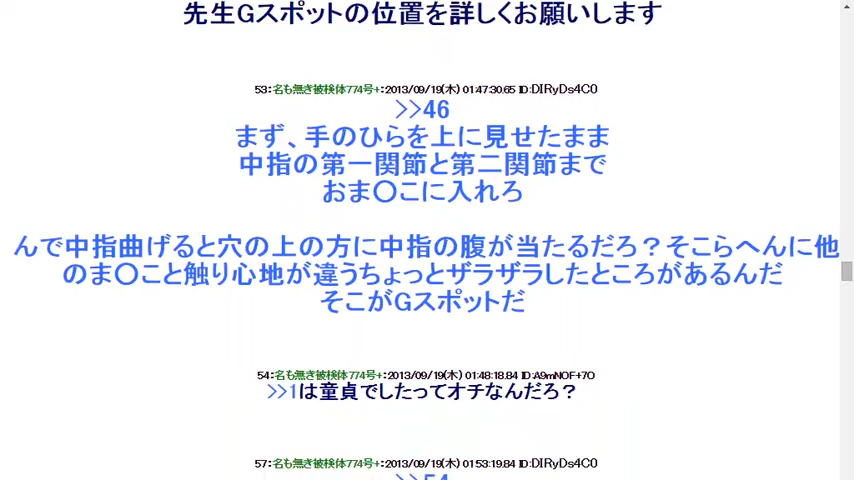 先生Gスポットの位置を詳しくお願いします
53：名も無き被検体774号+：2013/09/19(木) 01:47:30.65 ID:DIRyDs4C0
>>46
まず、手のひらを上に見せたまま
中指の第一関節と第二関節まで
おま〇こに入れろ
んで中指曲げると穴の上の方に中指の腹が当たるだろ？そこらへんに他
のま〇こと触り心地が違うちょっとザラザラしたところがあるんだ
そこがGスポットだ
54：名も無き被検体774号+：2013/09/19(木) 01:48:18.84 ID:A9mNOF+70
>>1は童貞でしたってオチなんだろ？
57：名も無き被検体774号+：2013/09/19(木) 01:53:19.84 ID:DIRyDs4C0
>>54